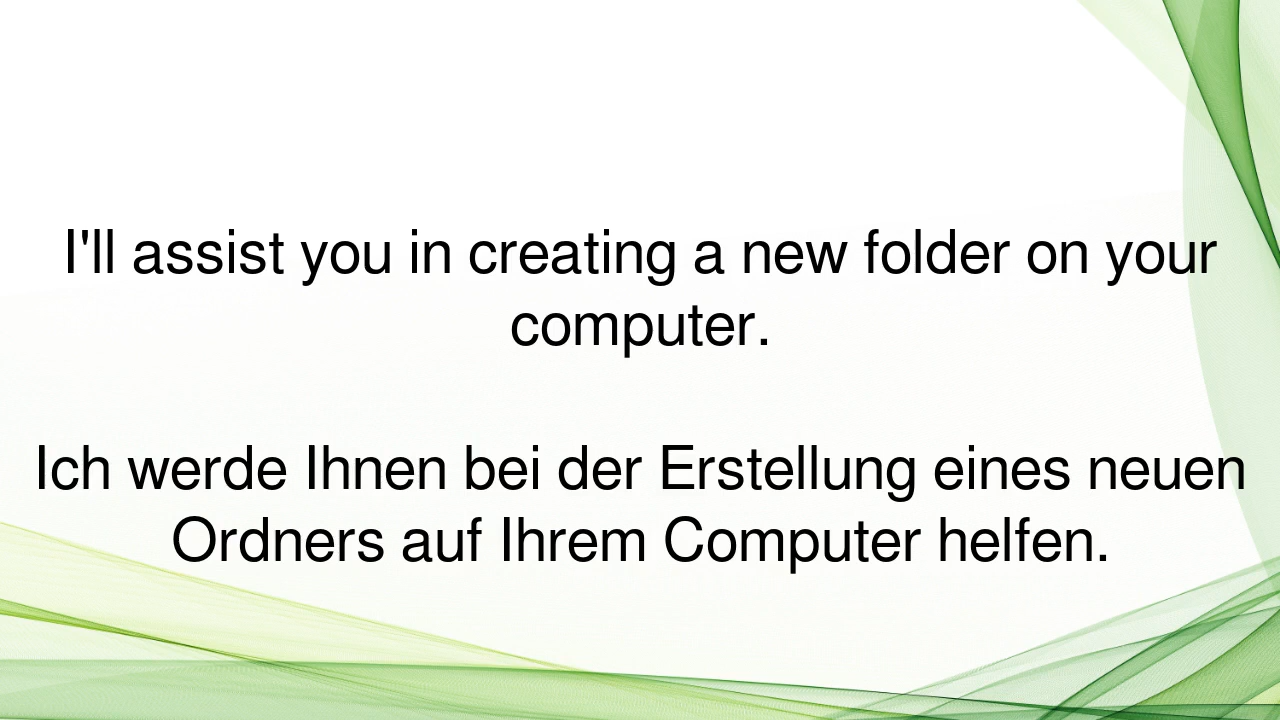 I'll assist you in creating a new folder on your
computer.
Ich werde Ihnen bei der Erstellung eines neuen
Ordners auf Ihrem Computer helfen.